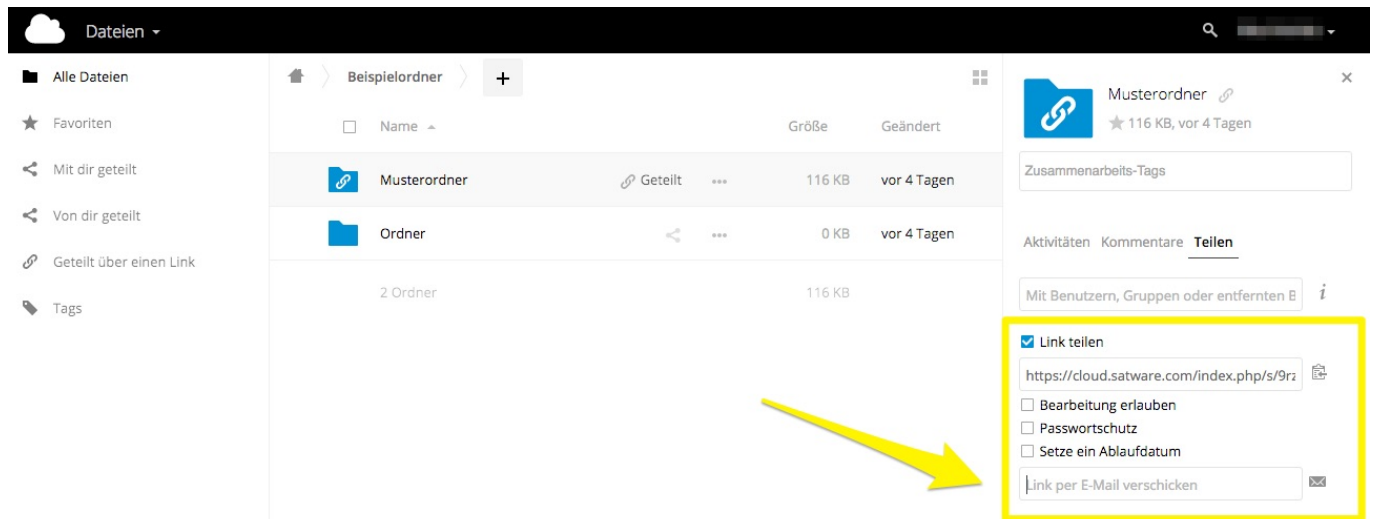 Dateien
Alle Dateien
Favoriten
Mit dir geteilt
Von dir geteilt
Geteilt über einen Link
Tags
Beispielordner +
Name Größe Geändert
Musterordner Geteilt ... 116 KB vor 4 Tagen
Ordner ... 0 KB vor 4 Tagen
2 Ordner 116 KB
Musterordner
116 KB, vor 4 Tagen
Zusammenarbeits-Tags
Aktivitäten Kommentare Teilen
Mit Benutzern, Gruppen oder entfernten B i
Link teilen
https://cloud.satware.com/index.php/s/9rz
Bearbeitung erlauben
Passwortschutz
Setze ein Ablaufdatum
Link per E-Mail verschicken